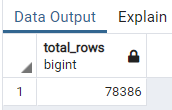 Data Output Explain
total_rows
bigint
1 78386